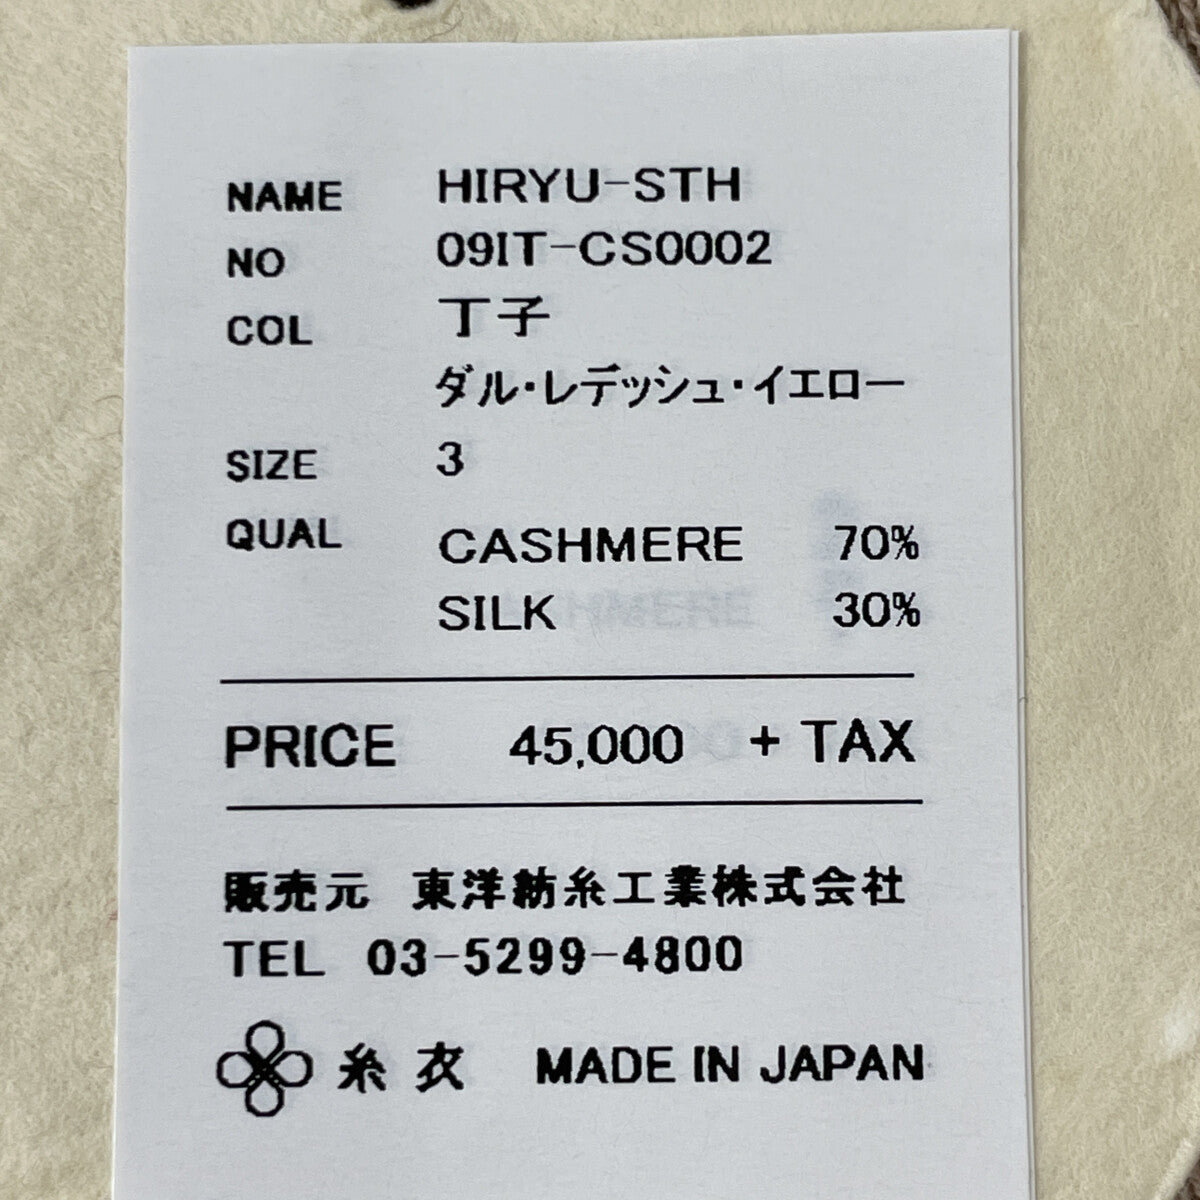 NAME HIRYU-STH
NO 09IT-CS0002
COL 丁子
ダル・レデッシュ・イエロー
SIZE 3
QUAL CASHMERE 70%
SILK 30%
PRICE 45,000 + TAX
販売元 東洋紡糸工業株式会社
TEL 03-5299-4800
糸衣 MADE IN JAPAN